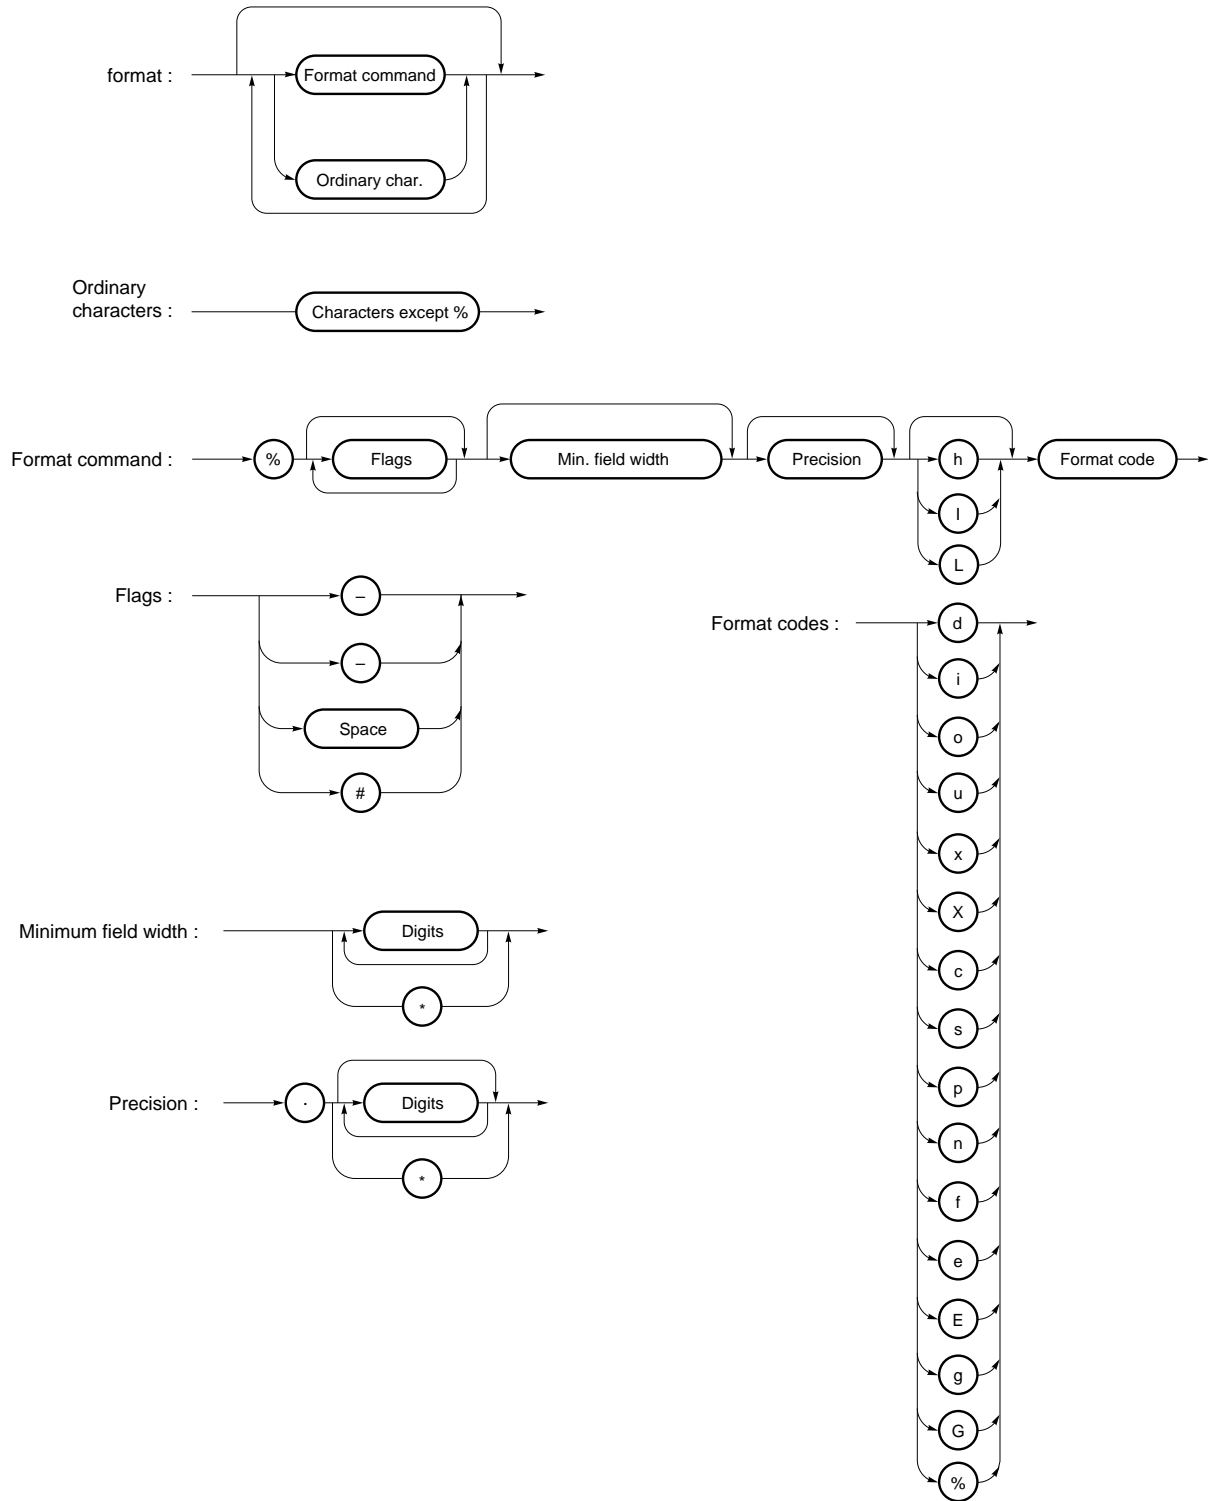 format :
Format command
Ordinary char.
Ordinary
characters :
Characters except %
Format command :
%
Flags
Min. field width
Precision
h
l
L
Format code
Flags :
–
–
Space
#
Format codes :
d
i
o
u
x
X
c
s
p
n
f
e
E
g
G
%
Minimum field width :
Digits
*
Precision :
.
Digits
*